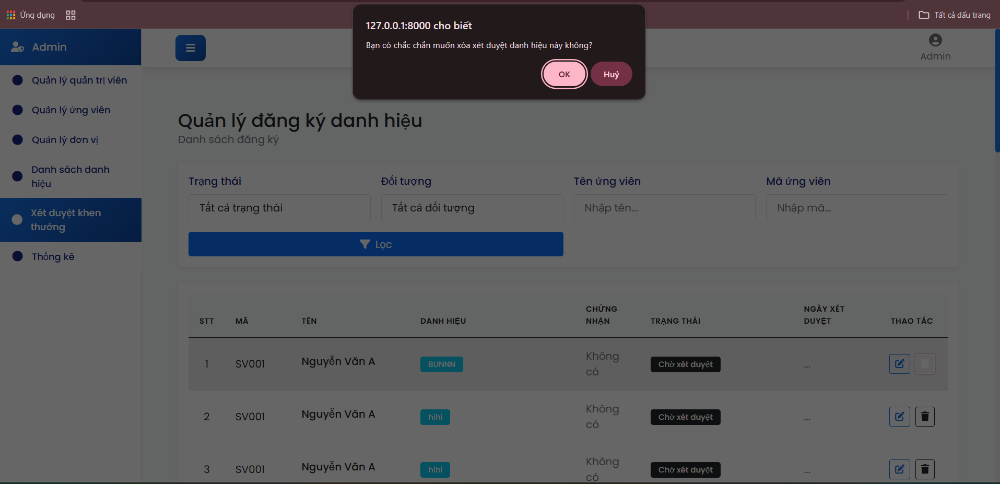 Ứng dụng
Tất cả dấu trang
127.0.0.1:8000 cho biết
Bạn có chắc chắn muốn xóa xét duyệt danh hiệu này không?
OK
Huỷ
Admin
Quản lý quản trị viên
Quản lý ứng viên
Quản lý đơn vị
Danh sách danh
hiệu
Xét duyệt khen
thưởng
Thống kê
Admin
Quản lý đăng ký danh hiệu
Danh sách đăng ký
Trạng thái
Đối tượng
Tên ứng viên
Mã ứng viên
Tất cả trạng thái
Tất cả đối tượng
Nhập tên...
Nhập mã...
Lọc
STT MÃ TÊN DANH HIỆU CHỨNG NHẬN TRẠNG THÁI NGÀY XÉT DUYỆT THAO TÁC
1 SV001 Nguyễn Văn A BUNNN Không có Chờ xét duyệt ...
2 SV001 Nguyễn Văn A hihi Không có Chờ xét duyệt ...
3 SV001 Nguyễn Văn A hihi Không có Chờ xét duyệt ...